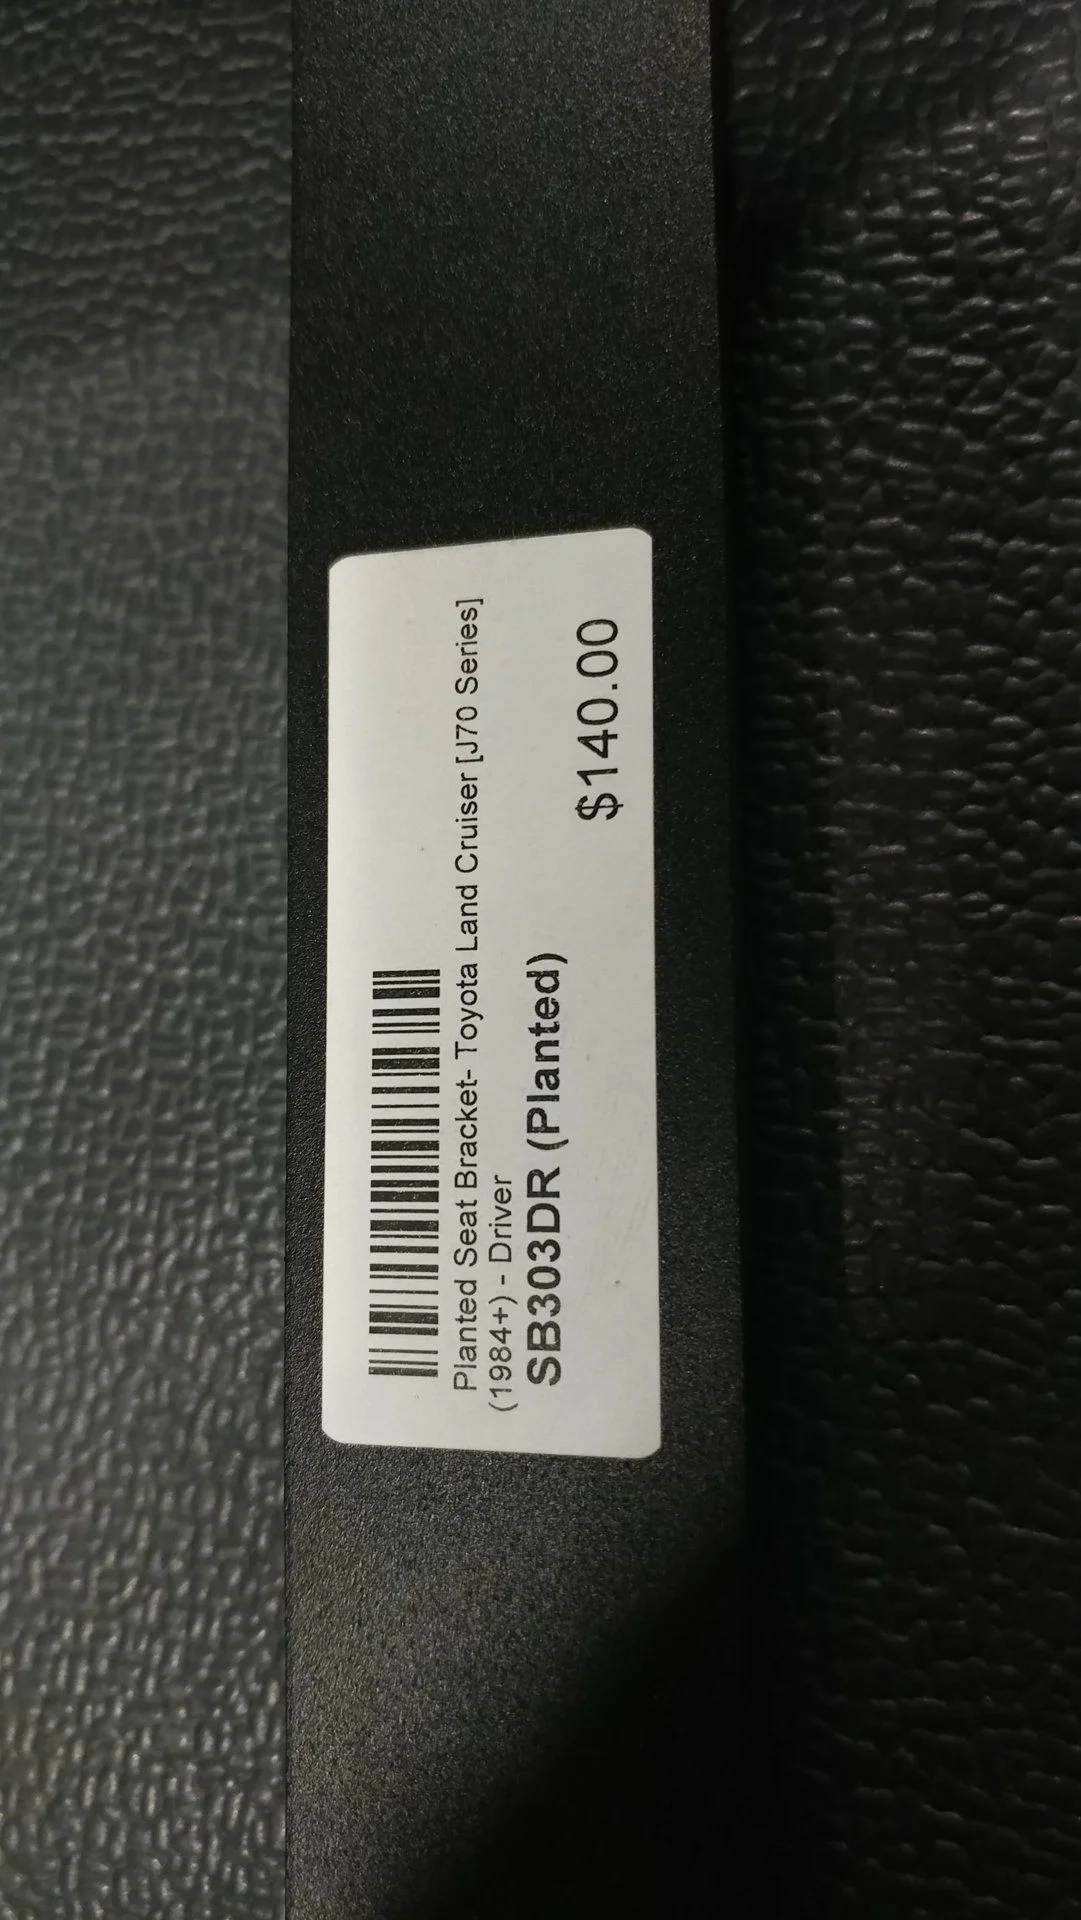 Planted Seat Bracket- Toyota Land Cruiser [J70 Series]
(1984+) - Driver
SB303DR (Planted)
$140.00